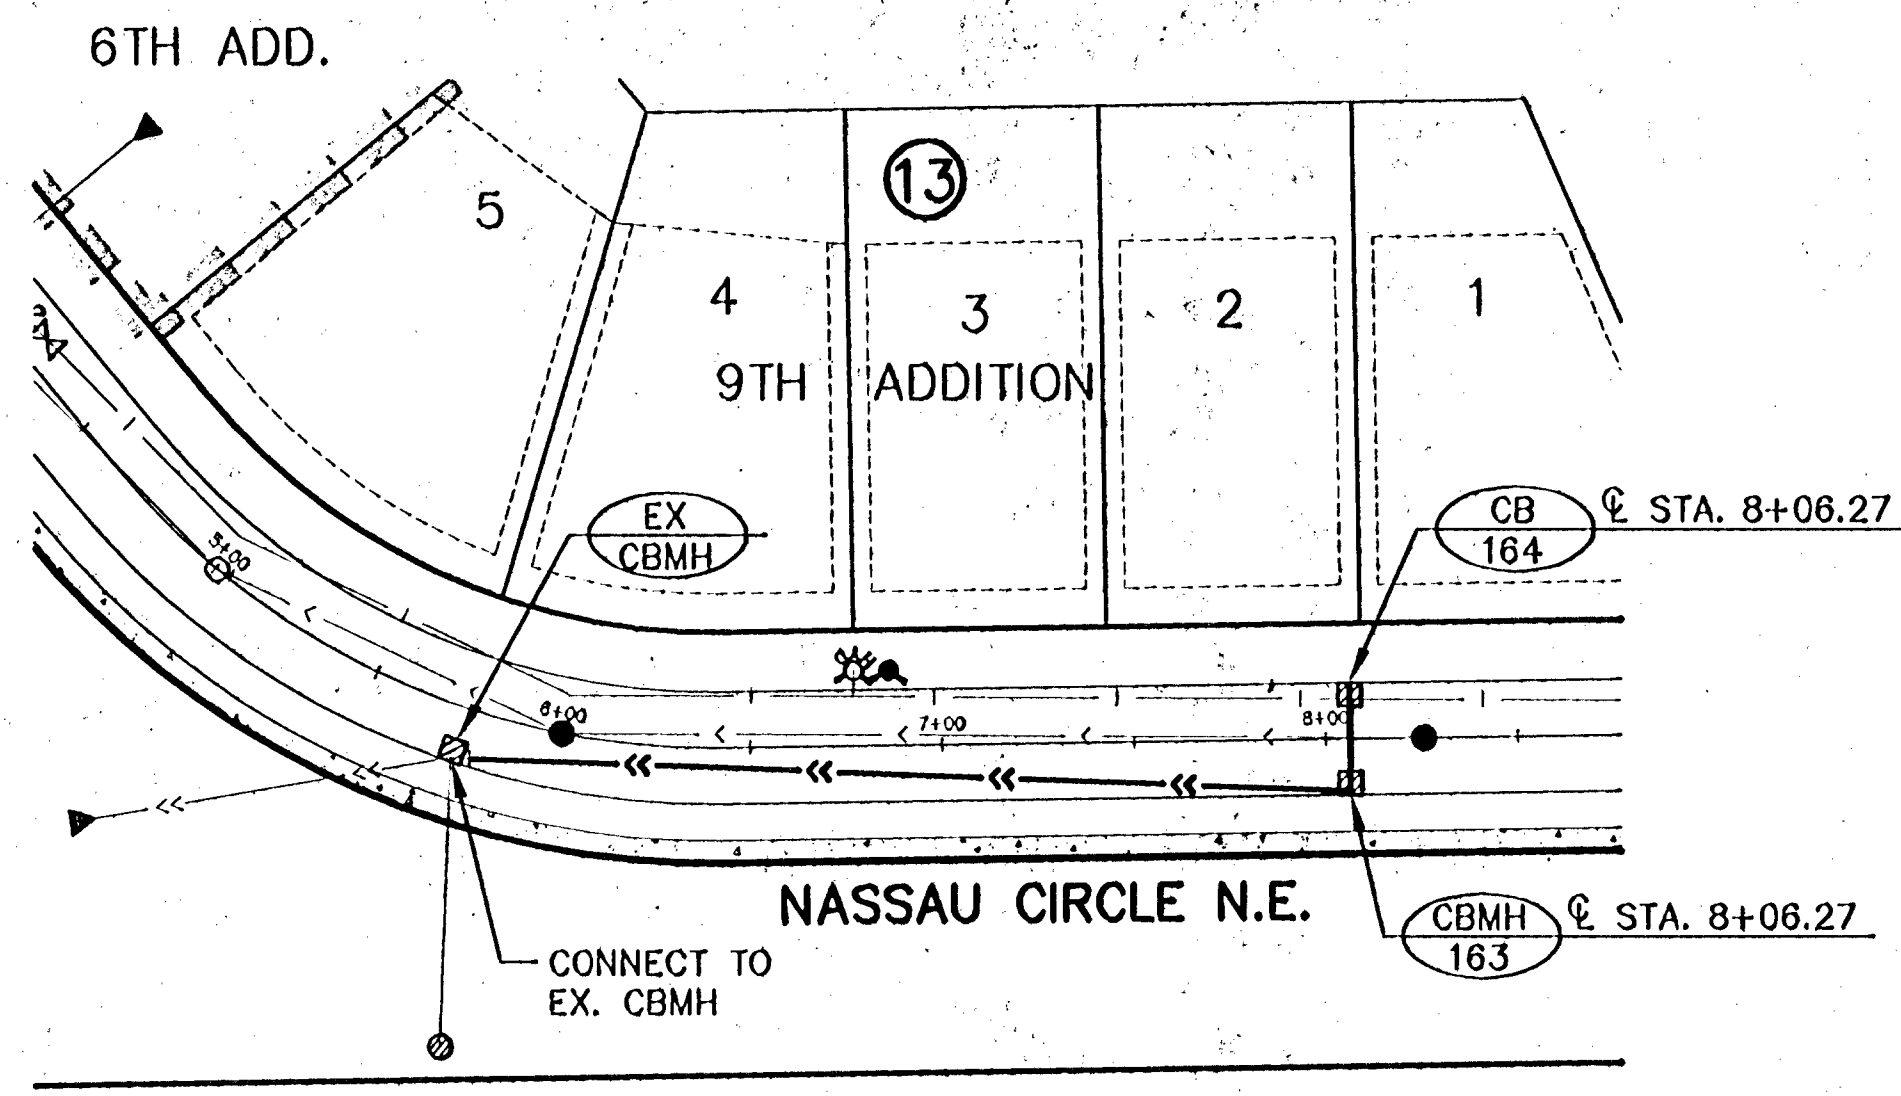 6TH ADD.
13
5
4
3
2
1
9TH ADDITION
EX
CBMH
CB
164
℄ STA. 8+06.27
5+00
6+00
7+00
8+00
NASSAU CIRCLE N.E.
CBMH
163
℄ STA. 8+06.27
CONNECT TO
EX. CBMH